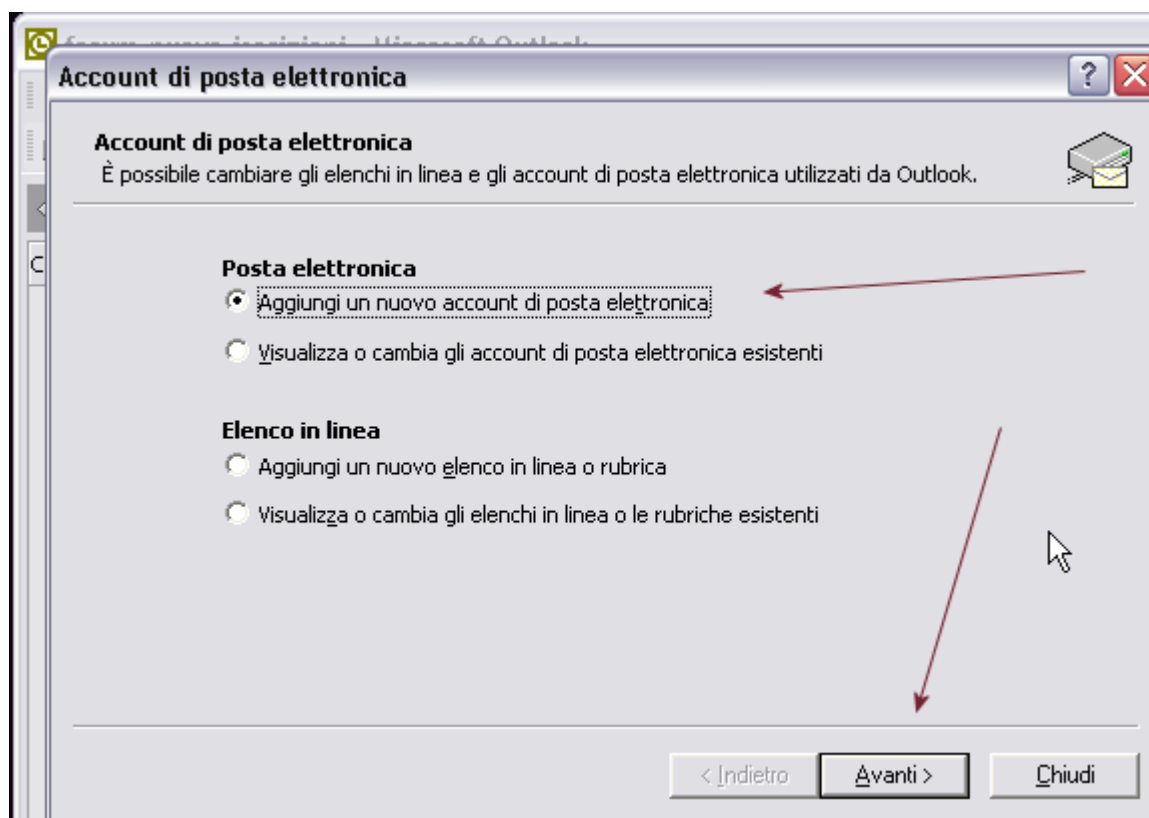 Microsoft Outlook
Account di posta elettronica
Account di posta elettronica
È possibile cambiare gli elenchi in linea e gli account di posta elettronica utilizzati da Outlook.
Posta elettronica
Aggiungi un nuovo account di posta elettronica
Visualizza o cambia gli account di posta elettronica esistenti
Elenco in linea
Aggiungi un nuovo elenco in linea o rubrica
Visualizza o cambia gli elenchi in linea o le rubriche esistenti
< Indietro Avanti > Chiudi